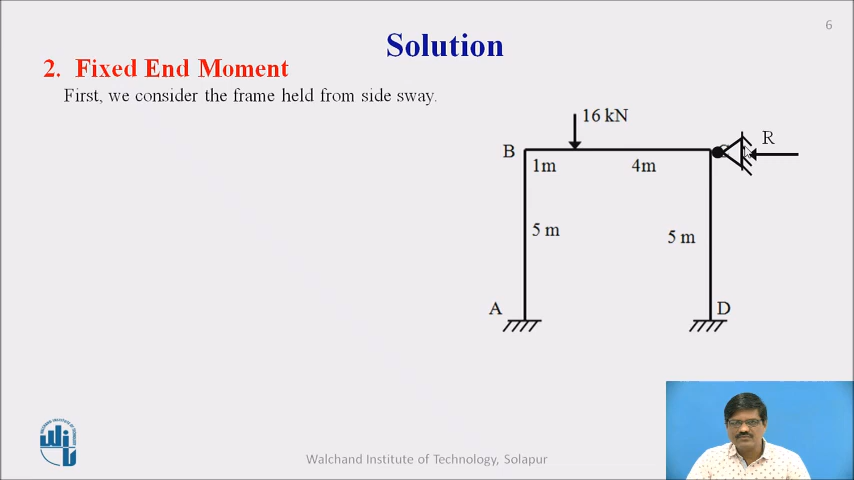 6
Solution
2. Fixed End Moment
First, we consider the frame held from side sway.
16 kN
R
B
1m
4m
5 m
5 m
A
D
Walchand Institute of Technology, Solapur